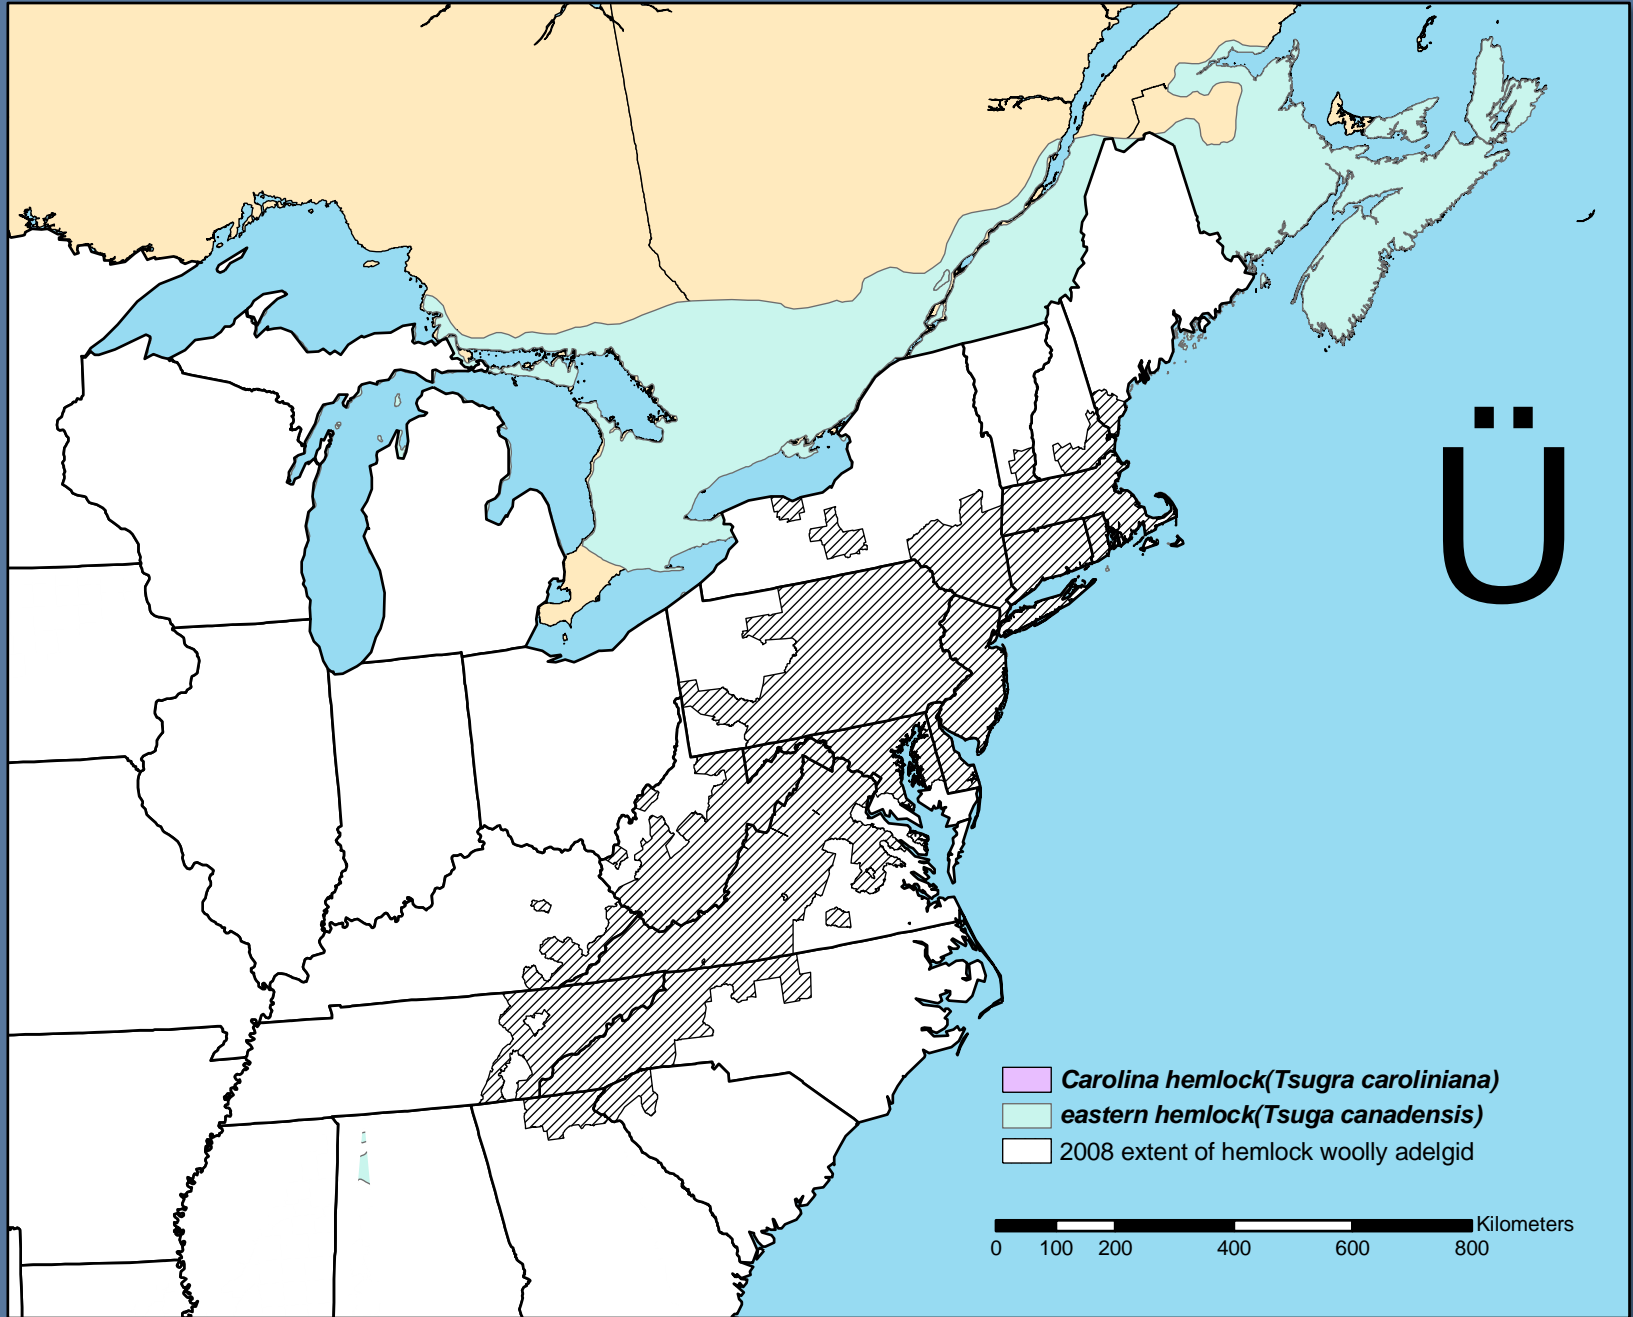 Ü
Carolina hemlock(Tsugra caroliniana)
eastern hemlock(Tsuga canadensis)
2008 extent of hemlock woolly adelgid
Kilometers
0 100 200 400 600 800